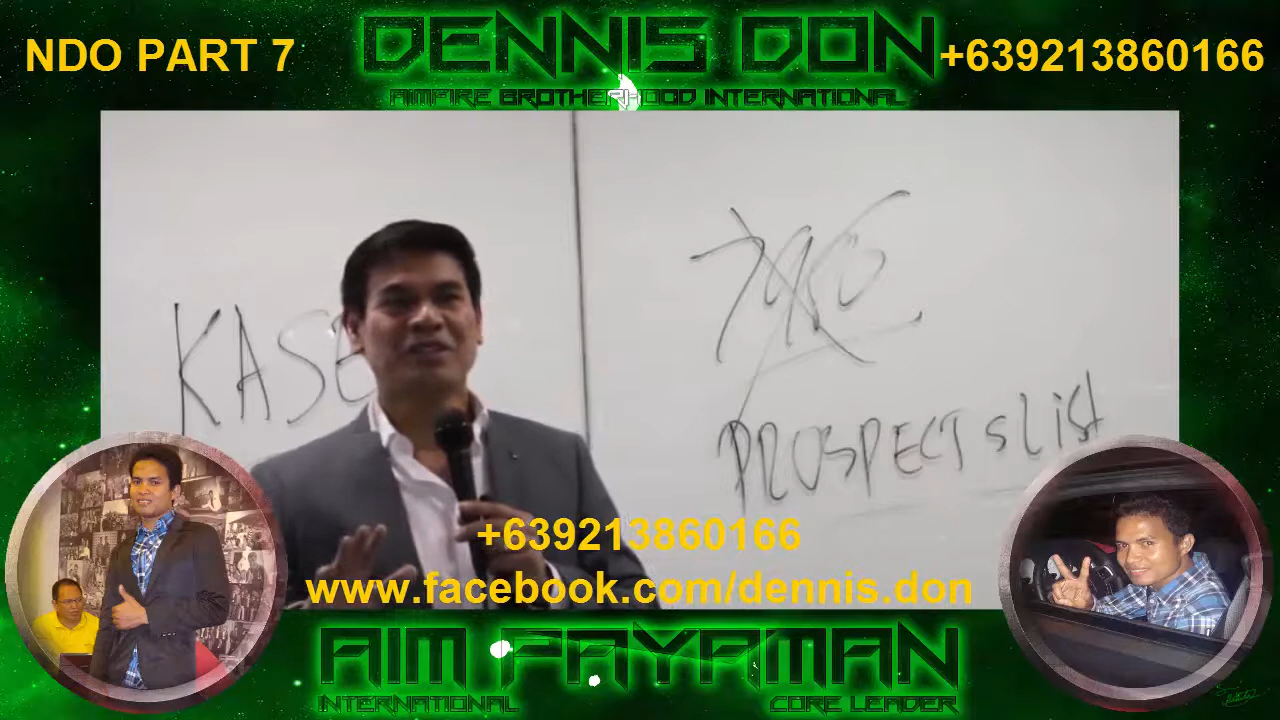 NDO PART 7
DENNIS DON
+639213860166
AIMFIRE BROTHERHOOD INTERNATIONAL
KASE
PROSPECTS LIST
+639213860166
www.facebook.com/dennis.don
AIM PAYAMAN
INTERNATIONAL
CORE LEADER